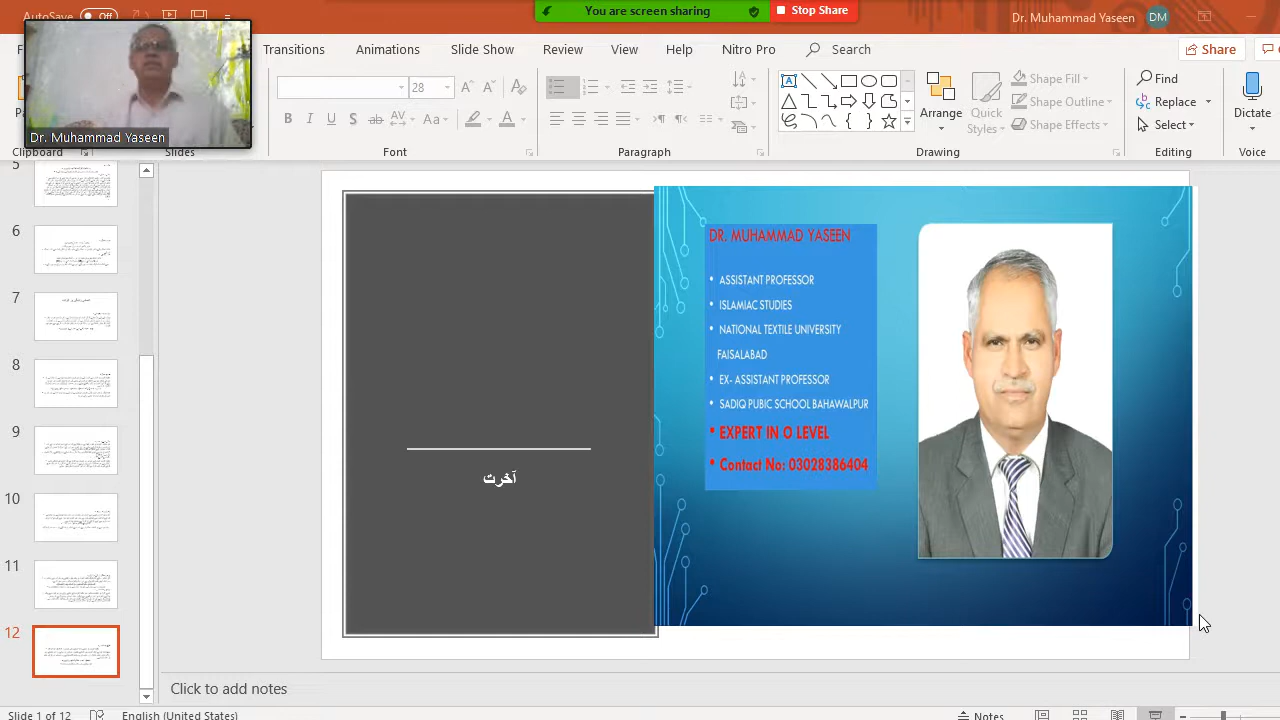 AutoSave Off
You are screen sharing
Stop Share
Dr. Muhammad Yaseen DM
Transitions Animations Slide Show Review View Help Nitro Pro Search Share
28
Shape Fill
Find
Shape Outline
Replace
Shape Effects
Select
Arrange
Quick
Styles
Dictate
Dr. Muhammad Yaseen
Clipboard Slides Font Paragraph Drawing Editing Voice
5
6
7
8
9
10
11
12
آخرت
DR. MUHAMMAD YASEEN
• ASSISTANT PROFESSOR
• ISLAMIAC STUDIES
• NATIONAL TEXTILE UNIVERSITY
FAISALABAD
• EX- ASSISTANT PROFESSOR
• SADIQ PUBIC SCHOOL BAHAWALPUR
• EXPERT IN O LEVEL
• Contact No: 03028386404
Click to add notes
Slide 1 of 12 English (United States) Notes